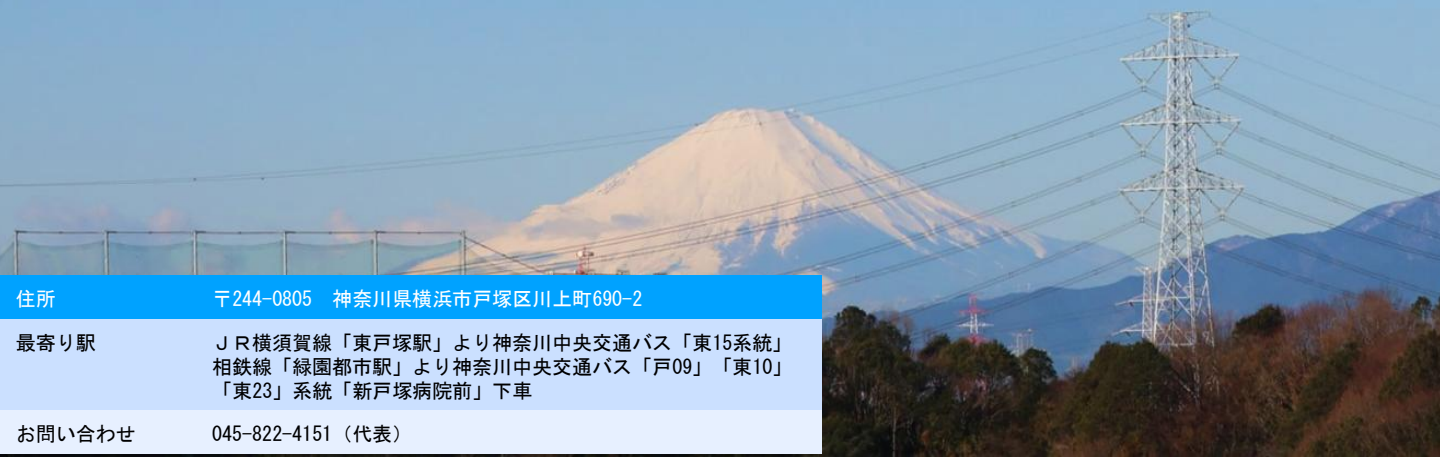 住所　〒244-0805　神奈川県横浜市戸塚区川上町690-2
最寄り駅　ＪＲ横須賀線「東戸塚駅」より神奈川中央交通バス「東15系統」
相鉄線「緑園都市駅」より神奈川中央交通バス「戸09」「東10」
「東23」系統「新戸塚病院前」下車
お問い合わせ　045-822-4151（代表）